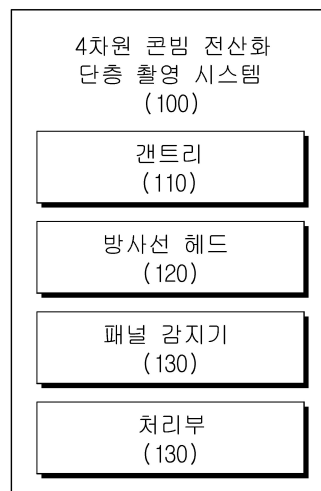 4차원 콘빔 전산화
단층 촬영 시스템
(100)
갠트리
(110)
방사선 헤드
(120)
패널 감지기
(130)
처리부
(130)